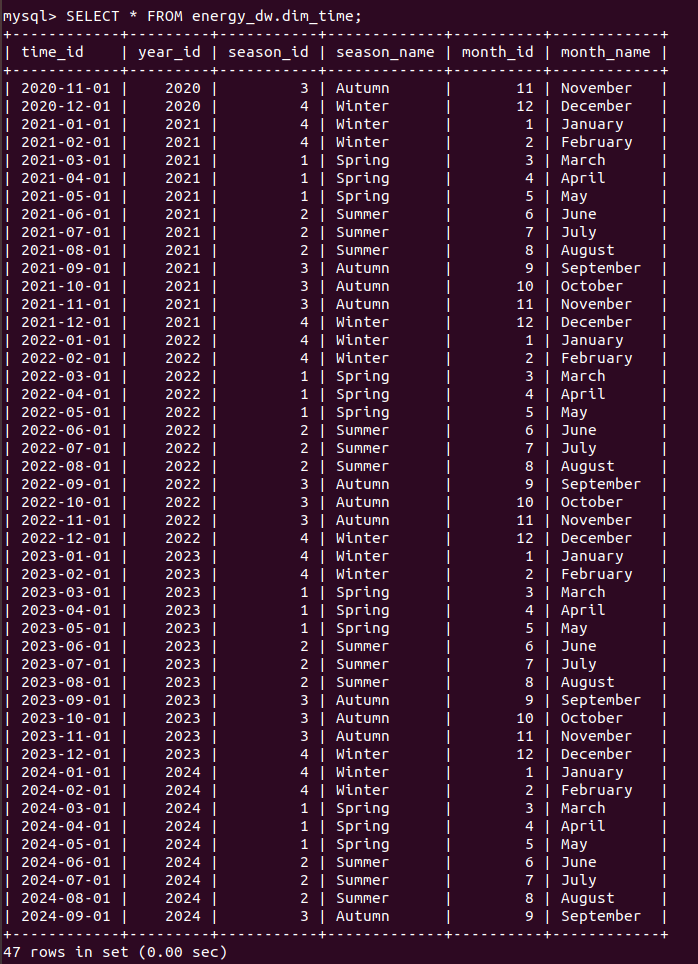 mysql> SELECT * FROM energy_dw.dim_time;
+------------+---------+-----------+-------------+----------+------------+
| time_id    | year_id | season_id | season_name | month_id | month_name |
+------------+---------+-----------+-------------+----------+------------+
| 2020-11-01 |    2020 |         3 | Autumn      |       11 | November   |
| 2020-12-01 |    2020 |         4 | Winter      |       12 | December   |
| 2021-01-01 |    2021 |         4 | Winter      |        1 | January    |
| 2021-02-01 |    2021 |         4 | Winter      |        2 | February   |
| 2021-03-01 |    2021 |         1 | Spring      |        3 | March      |
| 2021-04-01 |    2021 |         1 | Spring      |        4 | April      |
| 2021-05-01 |    2021 |         1 | Spring      |        5 | May        |
| 2021-06-01 |    2021 |         2 | Summer      |        6 | June       |
| 2021-07-01 |    2021 |         2 | Summer      |        7 | July       |
| 2021-08-01 |    2021 |         2 | Summer      |        8 | August     |
| 2021-09-01 |    2021 |         3 | Autumn      |        9 | September  |
| 2021-10-01 |    2021 |         3 | Autumn      |       10 | October    |
| 2021-11-01 |    2021 |         3 | Autumn      |       11 | November   |
| 2021-12-01 |    2021 |         4 | Winter      |       12 | December   |
| 2022-01-01 |    2022 |         4 | Winter      |        1 | January    |
| 2022-02-01 |    2022 |         4 | Winter      |        2 | February   |
| 2022-03-01 |    2022 |         1 | Spring      |        3 | March      |
| 2022-04-01 |    2022 |         1 | Spring      |        4 | April      |
| 2022-05-01 |    2022 |         1 | Spring      |        5 | May        |
| 2022-06-01 |    2022 |         2 | Summer      |        6 | June       |
| 2022-07-01 |    2022 |         2 | Summer      |        7 | July       |
| 2022-08-01 |    2022 |         2 | Summer      |        8 | August     |
| 2022-09-01 |    2022 |         3 | Autumn      |        9 | September  |
| 2022-10-01 |    2022 |         3 | Autumn      |       10 | October    |
| 2022-11-01 |    2022 |         3 | Autumn      |       11 | November   |
| 2022-12-01 |    2022 |         4 | Winter      |       12 | December   |
| 2023-01-01 |    2023 |         4 | Winter      |        1 | January    |
| 2023-02-01 |    2023 |         4 | Winter      |        2 | February   |
| 2023-03-01 |    2023 |         1 | Spring      |        3 | March      |
| 2023-04-01 |    2023 |         1 | Spring      |        4 | April      |
| 2023-05-01 |    2023 |         1 | Spring      |        5 | May        |
| 2023-06-01 |    2023 |         2 | Summer      |        6 | June       |
| 2023-07-01 |    2023 |         2 | Summer      |        7 | July       |
| 2023-08-01 |    2023 |         2 | Summer      |        8 | August     |
| 2023-09-01 |    2023 |         3 | Autumn      |        9 | September  |
| 2023-10-01 |    2023 |         3 | Autumn      |       10 | October    |
| 2023-11-01 |    2023 |         3 | Autumn      |       11 | November   |
| 2023-12-01 |    2023 |         4 | Winter      |       12 | December   |
| 2024-01-01 |    2024 |         4 | Winter      |        1 | January    |
| 2024-02-01 |    2024 |         4 | Winter      |        2 | February   |
| 2024-03-01 |    2024 |         1 | Spring      |        3 | March      |
| 2024-04-01 |    2024 |         1 | Spring      |        4 | April      |
| 2024-05-01 |    2024 |         1 | Spring      |        5 | May        |
| 2024-06-01 |    2024 |         2 | Summer      |        6 | June       |
| 2024-07-01 |    2024 |         2 | Summer      |        7 | July       |
| 2024-08-01 |    2024 |         2 | Summer      |        8 | August     |
| 2024-09-01 |    2024 |         3 | Autumn      |        9 | September  |
+------------+---------+-----------+-------------+----------+------------+
47 rows in set (0.00 sec)